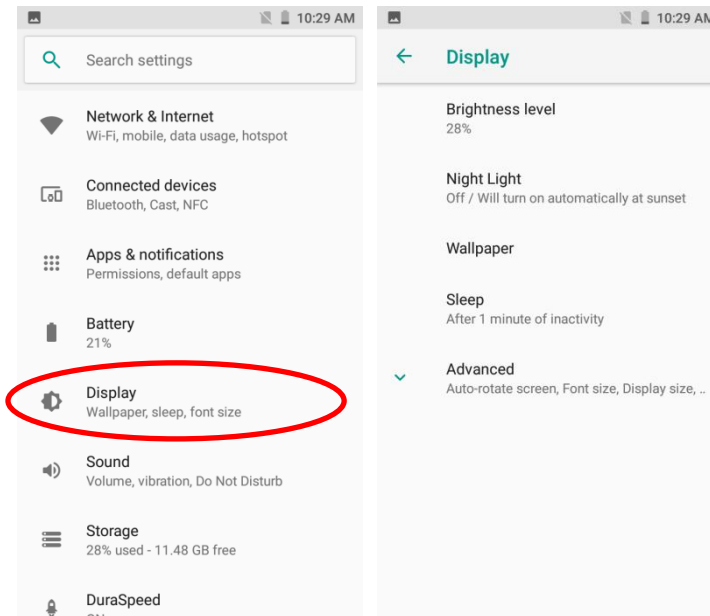 10:29 AM
Search settings
Network & Internet
Wi-Fi, mobile, data usage, hotspot
Connected devices
Bluetooth, Cast, NFC
Apps & notifications
Permissions, default apps
Battery
21%
Display
Wallpaper, sleep, font size
Sound
Volume, vibration, Do Not Disturb
Storage
28% used - 11.48 GB free
DuraSpeed
10:29 AM
Display
Brightness level
28%
Night Light
Off / Will turn on automatically at sunset
Wallpaper
Sleep
After 1 minute of inactivity
Advanced
Auto-rotate screen, Font size, Display size, ..